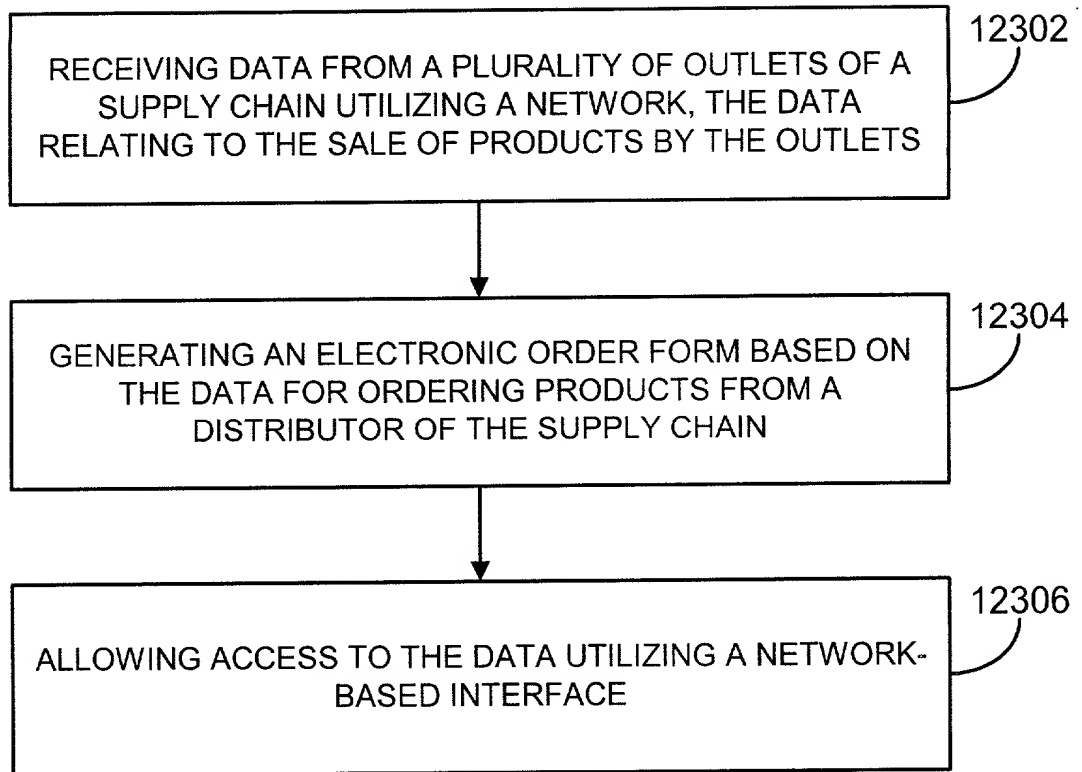 12302
RECEIVING DATA FROM A PLURALITY OF OUTLETS OF A
SUPPLY CHAIN UTILIZING A NETWORK, THE DATA
RELATING TO THE SALE OF PRODUCTS BY THE OUTLETS
12304
GENERATING AN ELECTRONIC ORDER FORM BASED ON
THE DATA FOR ORDERING PRODUCTS FROM A
DISTRIBUTOR OF THE SUPPLY CHAIN
12306
ALLOWING ACCESS TO THE DATA UTILIZING A NETWORK-
BASED INTERFACE